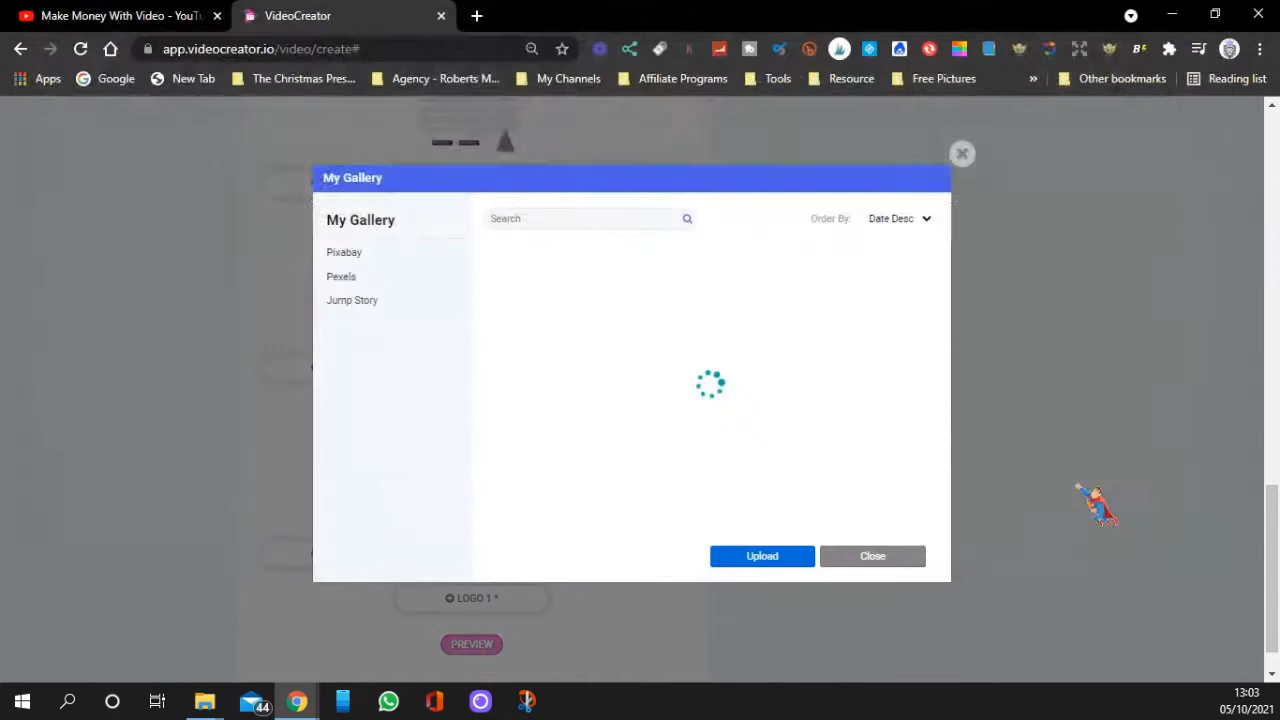 Make Money With Video - YouTu
VideoCreator
app.videocreator.io/video/create#
Apps
Google
New Tab
The Christmas Pres...
Agency - Roberts M...
My Channels
Affiliate Programs
Tools
Resource
Free Pictures
»
Other bookmarks
Reading list
My Gallery
My Gallery
Search
Order By:
Date Desc
Pixabay
Pexels
Jump Story
Upload
Close
LOGO 1 *
PREVIEW
44
13:03
05/10/2021